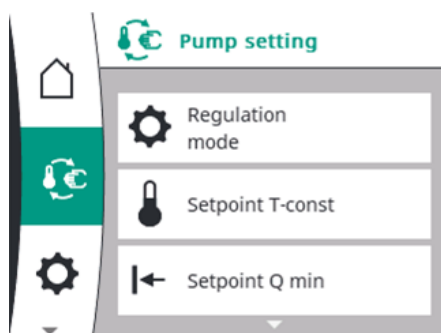 Pump setting
Regulation
mode
Setpoint T-const
Setpoint Q min